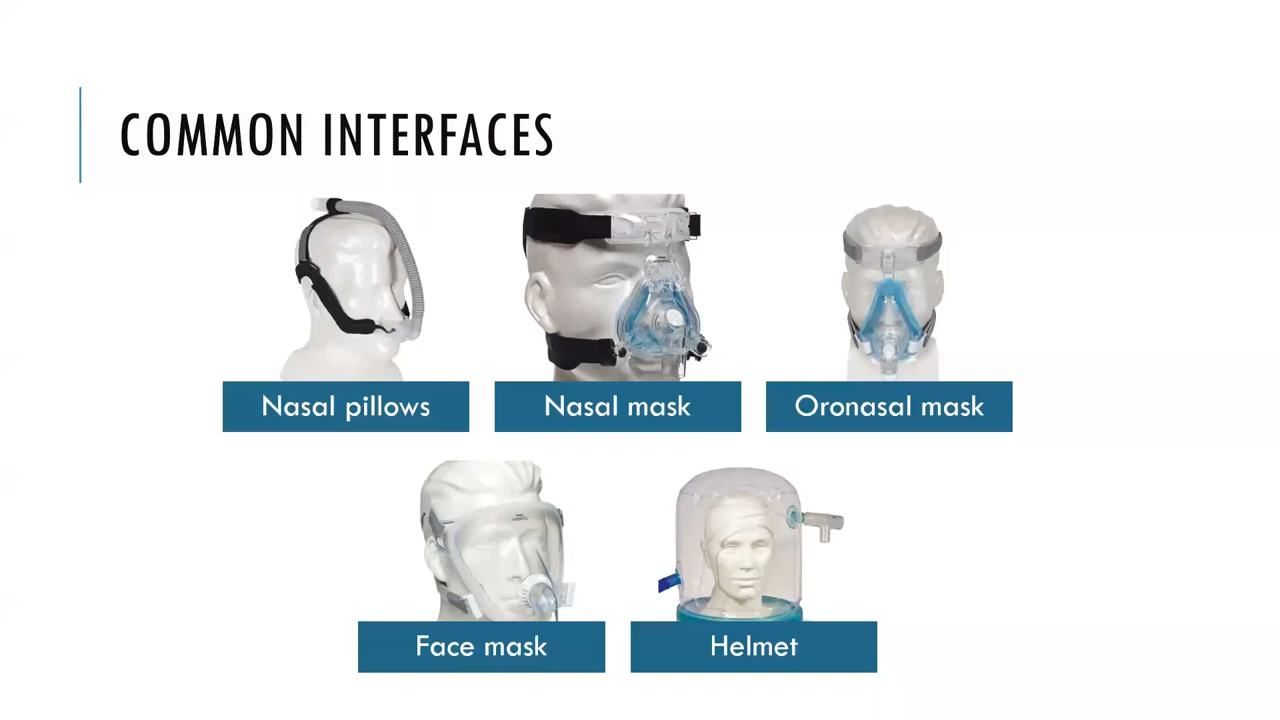 COMMON INTERFACES
Nasal pillows
Nasal mask
Oronasal mask
Face mask
Helmet